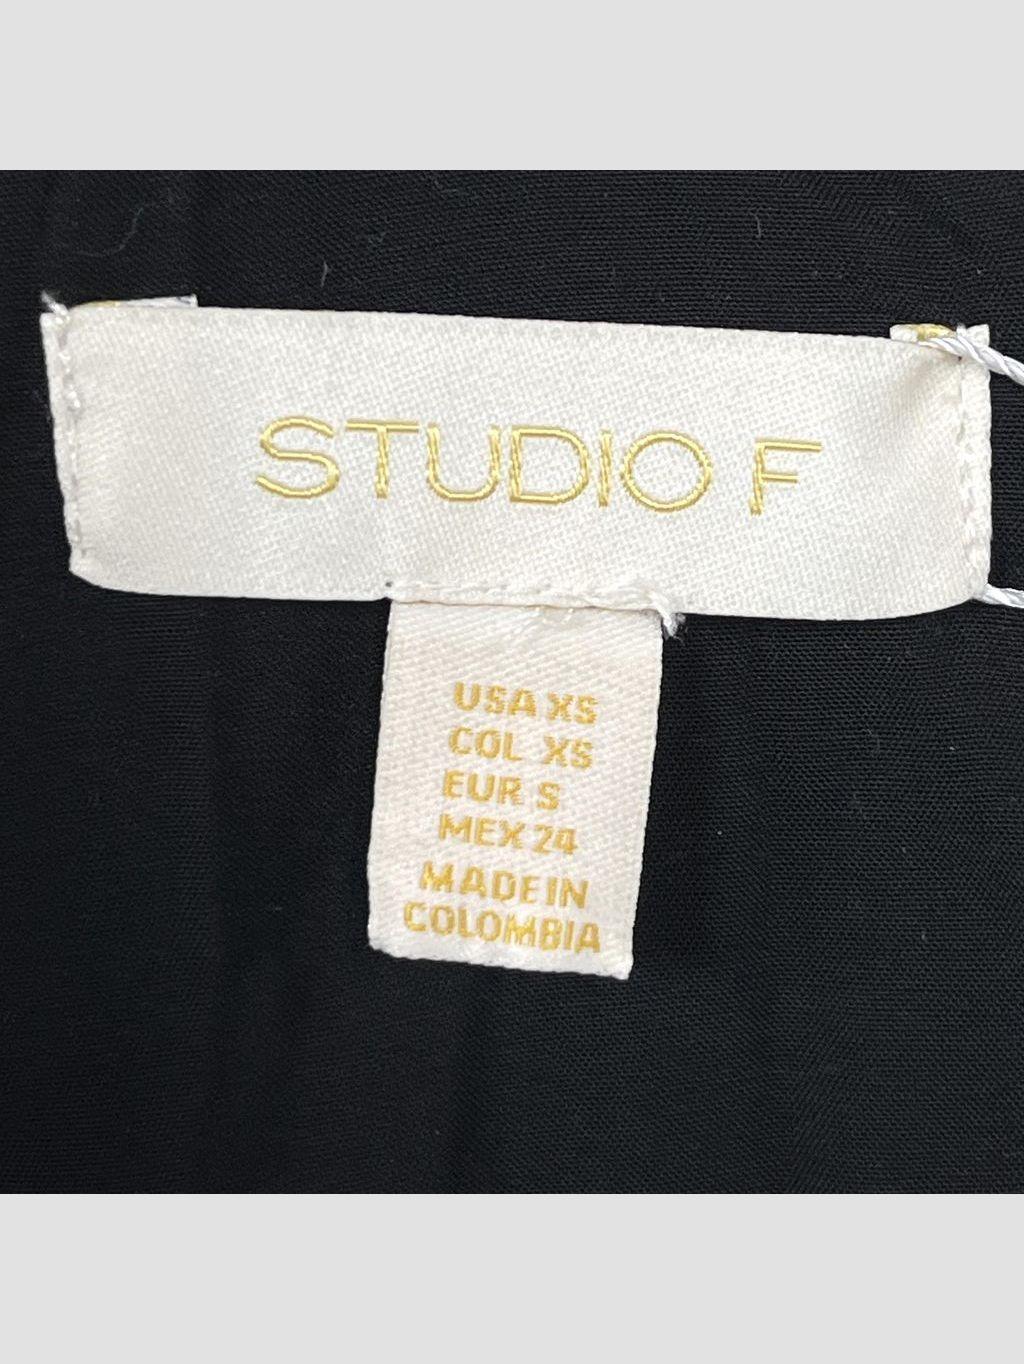 STUDIO F
USA XS
COL XS
EUR S
MEX 24
MADE IN
COLOMBIA